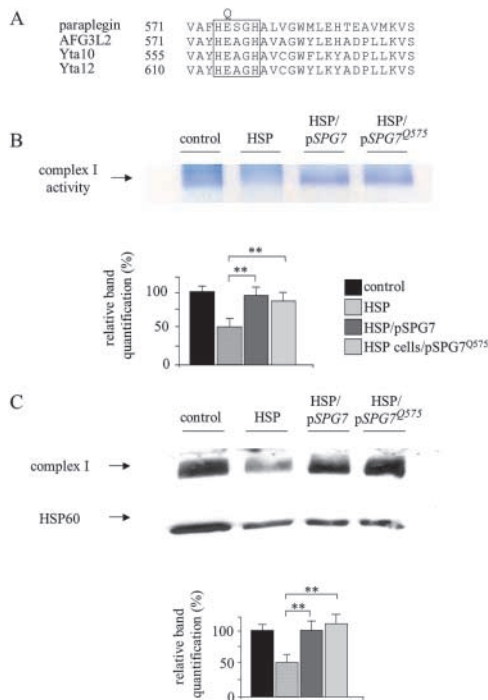 A
Q
paraplegin 571 VAFHESGHALVGWMLEHTEAVMKVS
AFG3L2 571 VAYHEAGHAVAGWYLEHADPLLKVS
Yta10 555 VAYHEAGHAVCGWFLKYADPLLKVS
Yta12 610 VAYHEAGHAVCGWYLKYADPLLKVS
B
control HSP HSP/pSPG7 HSP/pSPG7Q575
complex I activity
relative band quantification (%)
100
50
0
**
**
control
HSP
HSP/pSPG7
HSP cells/pSPG7Q575
C
control HSP HSP/pSPG7 HSP/pSPG7Q575
complex I
HSP60
relative band quantification (%)
100
50
0
**
**